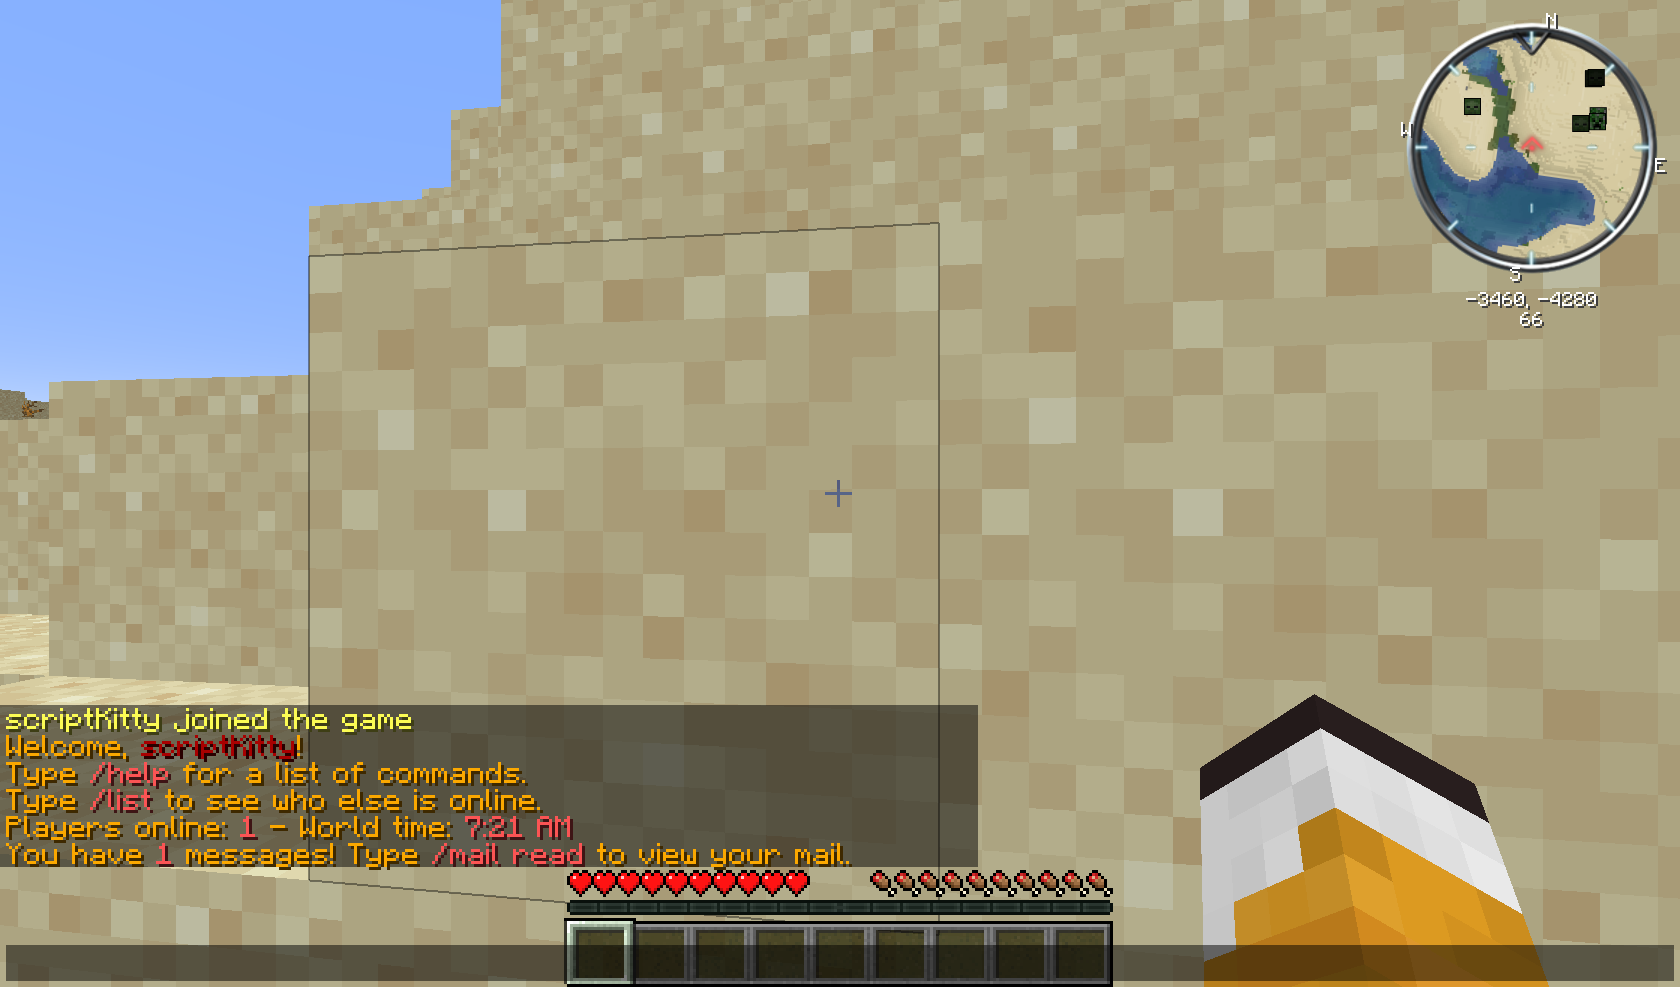 N
W
E
S
-3460, -4280
66
scriptKitty joined the game
Welcome, scriptKitty!
Type /help for a list of commands.
Type /list to see who else is online.
Players online: 1 - World time: 7:21 AM
You have 1 messages! Type /mail read to view your mail.